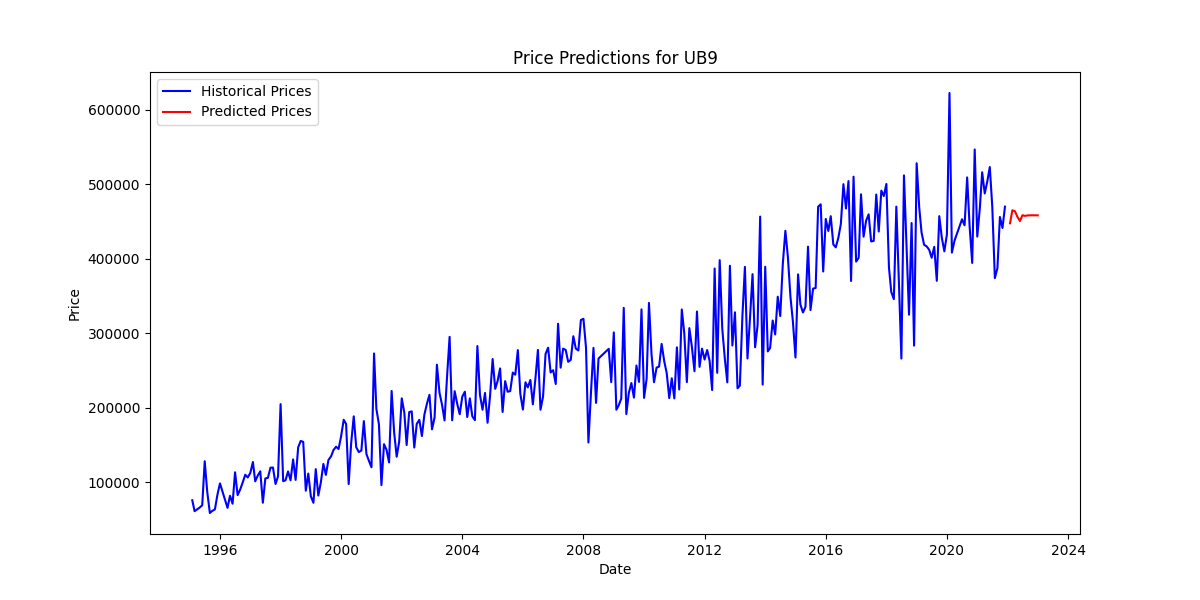 Price Predictions for UB9
Historical Prices
Predicted Prices
Price
600000
500000
400000
300000
200000
100000
1996 2000 2004 2008 2012 2016 2020 2024
Date